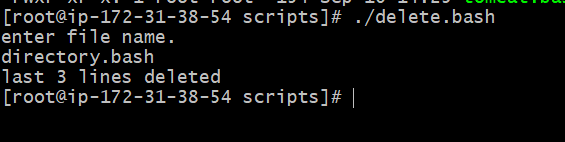 [root@ip-172-31-38-54 scripts]# ./delete.bash
enter file name.
directory.bash
last 3 lines deleted
[root@ip-172-31-38-54 scripts]#